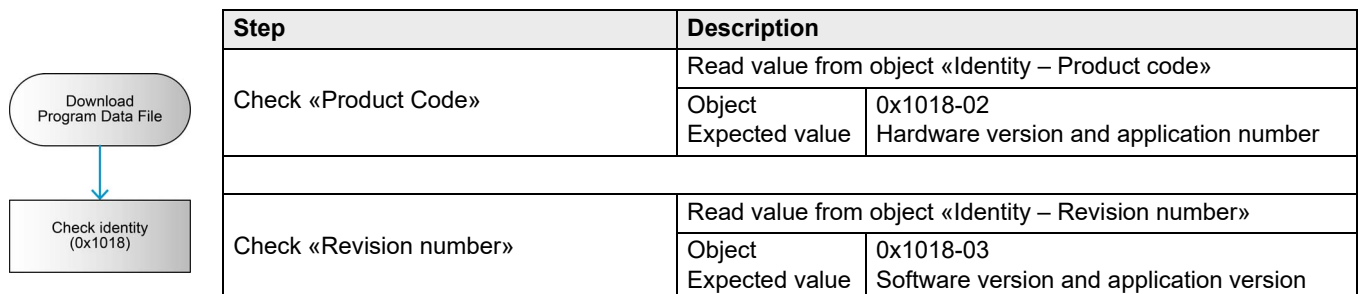 Download
Program Data File
Check identity
(0x1018)
Step Description
Check «Product Code»
Read value from object «Identity – Product code»
Object 0x1018-02
Expected value Hardware version and application number
Check «Revision number»
Read value from object «Identity – Revision number»
Object 0x1018-03
Expected value Software version and application version